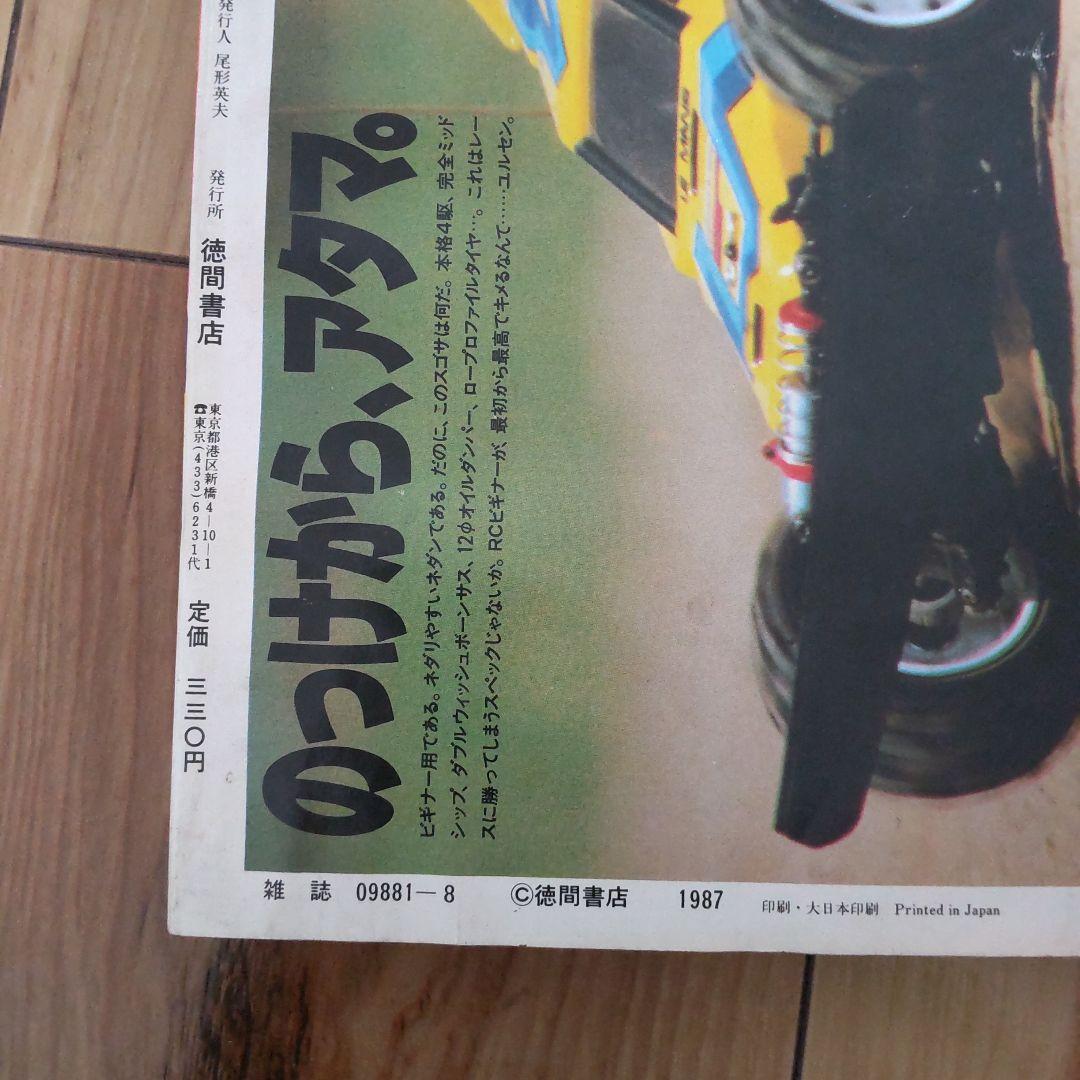 発行人 尾形英夫
発行所 徳間書店
東京都港区新橋4—10—1
☎東京(433)6231代
定価 三三〇円
のっけから、アタマ。
ビギナー用である。ネダリやすいネダンである。だのに、このスゴサは何だ。本格4駆、完全ミッド
シップ、ダブルウィッシュボーンサス、12φオイルダンパー、ロープロファイルタイヤ…。これはレー
スに勝ってしまうスペックじゃないか。RCビギナーが、最初から最高でキメるなんて……ユルセン。
雑誌 09881—8 ©徳間書店 1987 印刷・大日本印刷 Printed in Japan